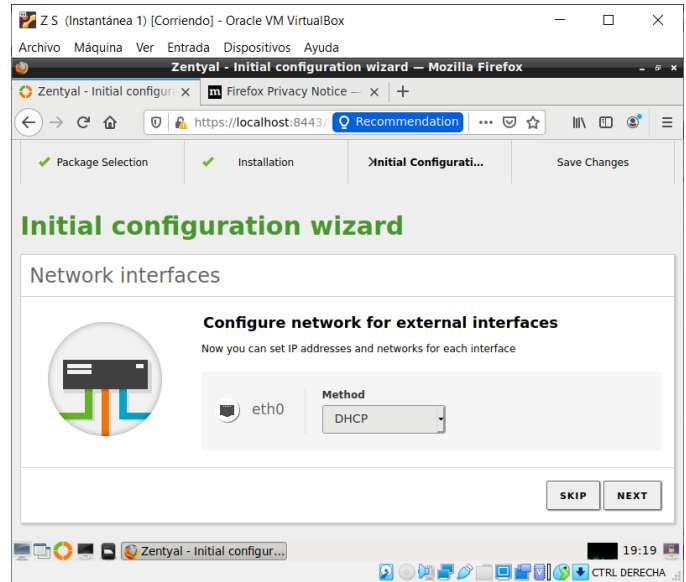 Z S (Instantánea 1) [Corriendo] - Oracle VM VirtualBox
Archivo Máquina Ver Entrada Dispositivos Ayuda
Zentyal - Initial configuration wizard — Mozilla Firefox
Zentyal - Initial configura Firefox Privacy Notice —
https://localhost:8443/ Recommendation
Package Selection Installation Initial Configurati... Save Changes
Initial configuration wizard
Network interfaces
Configure network for external interfaces
Now you can set IP addresses and networks for each interface
Method
eth0 DHCP
SKIP NEXT
Zentyal - Initial configur... 19:19
CTRL DERECHA